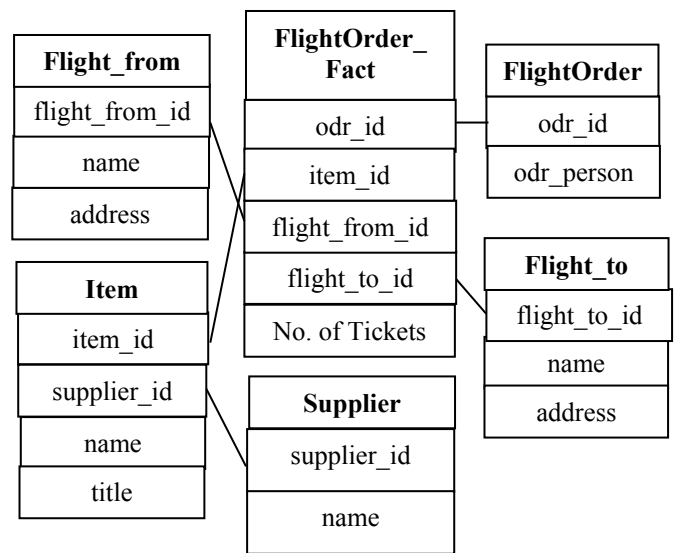 Flight_from
flight_from_id
name
address
FlightOrder_
Fact
odr_id
item_id
flight_from_id
flight_to_id
No. of Tickets
FlightOrder
odr_id
odr_person
Item
item_id
supplier_id
name
title
Supplier
supplier_id
name
Flight_to
flight_to_id
name
address